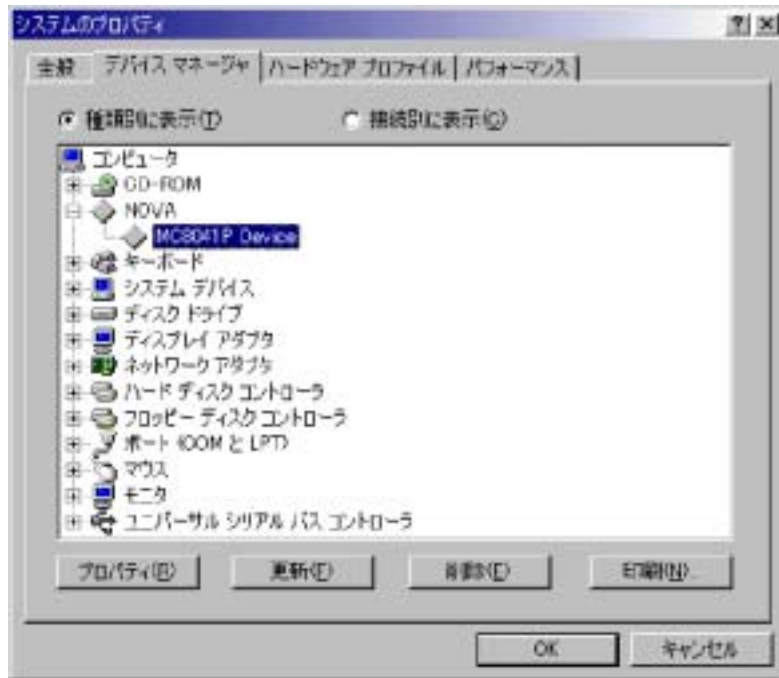 システムのプロパティ
全般 デバイス マネージャ ハードウェア プロファイル パフォーマンス
種類別に表示(T) 接続別に表示(C)
コンピュータ
CD-ROM
NOVA
MC8041P Device
キーボード
システム デバイス
ディスク ドライブ
ディスプレイ アダプタ
ネットワーク アダプタ
ハード ディスク コントローラ
フロッピー ディスク コントローラ
ポート (COM と LPT)
マウス
モニタ
ユニバーサル シリアル バス コントローラ
プロパティ(R) 更新(F) 削除(E) 印刷(N)...
OK キャンセル